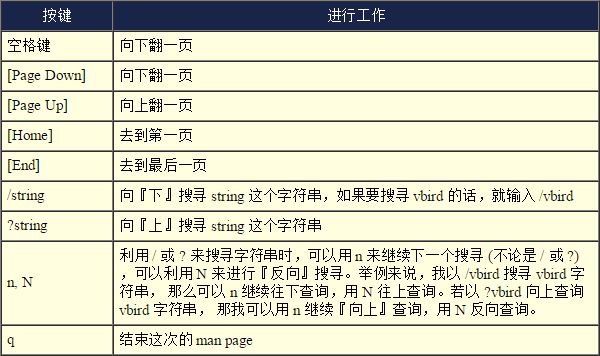 按键 进行工作
空格键 向下翻一页
[Page Down] 向下翻一页
[Page Up] 向上翻一页
[Home] 去到第一页
[End] 去到最后一页
/string 向『下』搜寻 string 这个字符串，如果要搜寻 vbird 的话，就输入 /vbird
?string 向『上』搜寻 string 这个字符串
n, N 利用 / 或 ? 来搜寻字符串时，可以用 n 来继续下一个搜寻 (不论是 / 或 ?)
，可以利用 N 来进行『反向』搜寻。举例来说，我以 /vbird 搜寻 vbird 字
符串， 那么可以 n 继续往下查询，用 N 往上查询。若以 ?vbird 向上查询
vbird 字符串， 那我可以用 n 继续『向上』查询，用 N 反向查询。
q 结束这次的 man page